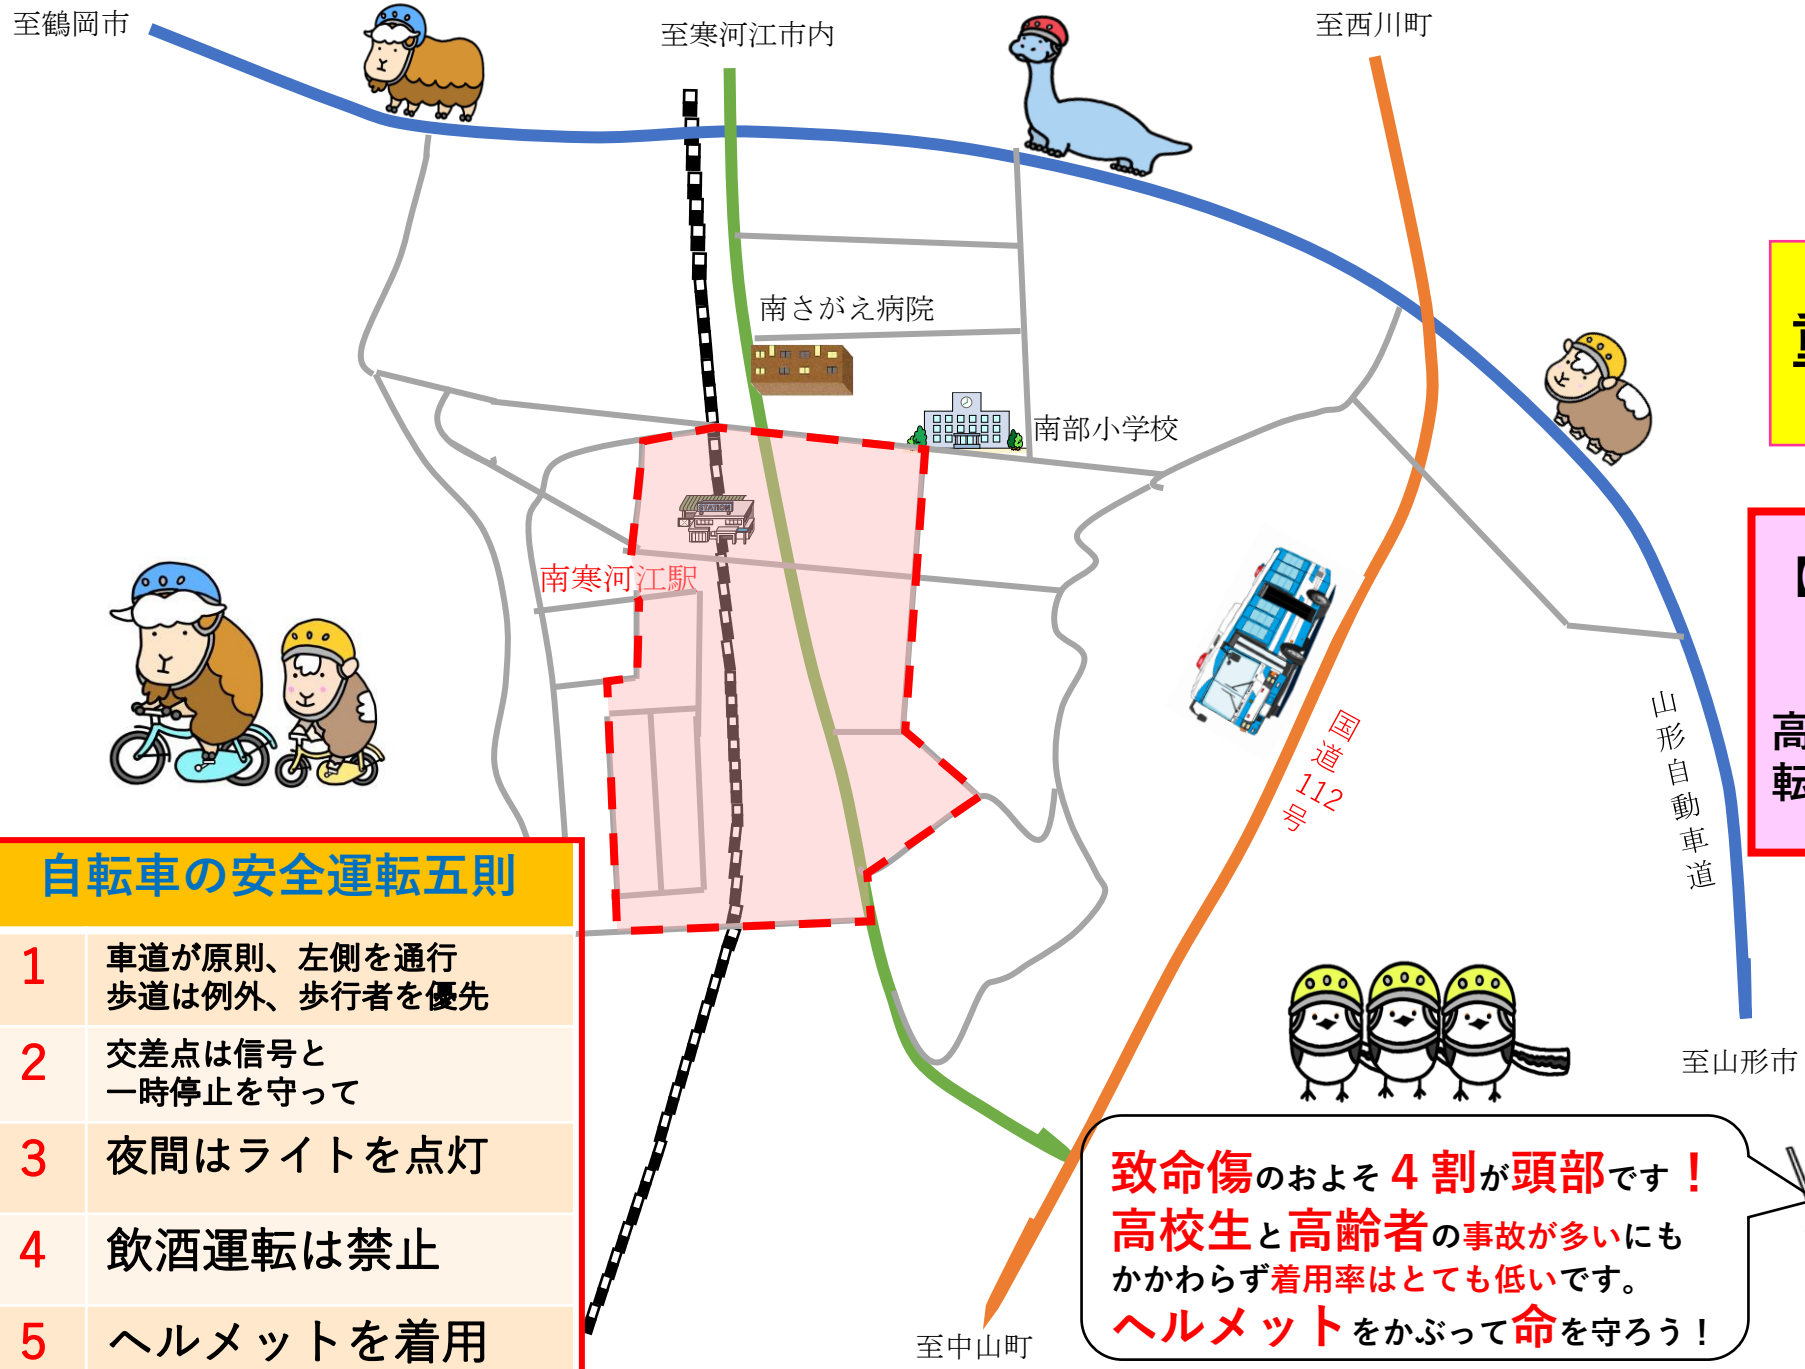 至鶴岡市
至寒河江市内
至西川町
南さがえ病院
南部小学校
STATION
南寒河江駅
国道112号
山形自動車道
高
転
自転車の安全運転五則
1 車道が原則、左側を通行
歩道は例外、歩行者を優先
2 交差点は信号と
一時停止を守って
3 夜間はライトを点灯
4 飲酒運転は禁止
5 ヘルメットを着用
至山形市
致命傷のおよそ4割が頭部です！
高校生と高齢者の事故が多いにも
かかわらず着用率はとても低いです。
ヘルメットをかぶって命を守ろう！
至中山町